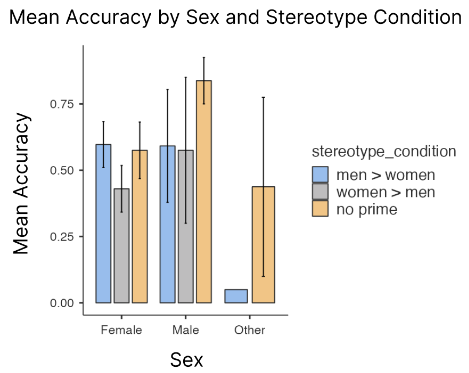 Mean Accuracy by Sex and Stereotype Condition
Mean Accuracy
0.75
0.50
0.25
0.00
Female Male Other
Sex
stereotype_condition
men > women
women > men
no prime